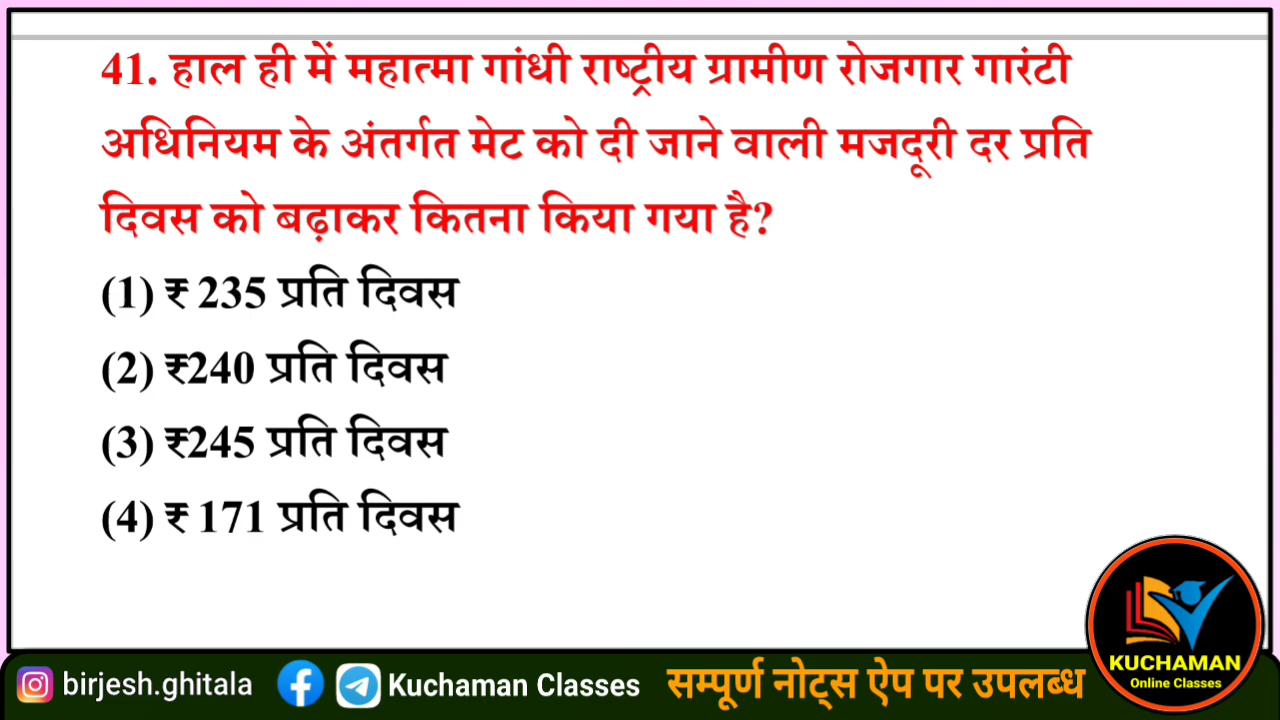 41. हाल ही में महात्मा गांधी राष्ट्रीय ग्रामीण रोजगार गारंटी
अधिनियम के अंतर्गत मेट को दी जाने वाली मजदूरी दर प्रति
दिवस को बढ़ाकर कितना किया गया है?
(1) ₹ 235 प्रति दिवस
(2) ₹240 प्रति दिवस
(3) ₹245 प्रति दिवस
(4) ₹ 171 प्रति दिवस
KUCHAMAN
Online Classes
birjesh.ghitala Kuchaman Classes सम्पूर्ण नोट्स ऐप पर उपलब्ध